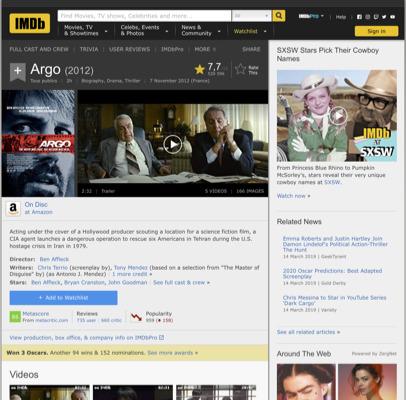 IMDb
Find Movies, TV shows, Celebrities and more...
All
IMDbPro
Help
Movies, TV
& Showtimes
Celebs, Events
& Photos
News &
Community
Watchlist
Sign in
FULL CAST AND CREW | TRIVIA | USER REVIEWS | IMDbPro | MORE
SHARE
+ Argo (2012)
Tous publics | 2h | Biography, Drama, Thriller | 7 November 2012 (France)
7,7
Rate
This
ARGO
2:32 | Trailer
5 VIDEOS | 166 IMAGES
a On Disc
at Amazon
Acting under the cover of a Hollywood producer scouting a location for a science fiction film, a
CIA agent launches a dangerous operation to rescue six Americans in Tehran during the U.S.
hostage crisis in Iran in 1979.
Director: Ben Affleck
Writers: Chris Terrio (screenplay by), Tony Mendez (based on a selection from "The Master of
Disguise" by) (as Antonio J. Mendez) | 1 more credit »
Stars: Ben Affleck, Bryan Cranston, John Goodman | See full cast & crew »
+ Add to Watchlist
86 Metascore
From metacritic.com
Reviews
735 user | 660 critic
Popularity
959 (158)
View production, box office, & company info on IMDbPro
Won 3 Oscars. Another 94 wins & 152 nominations. See more awards »
Videos
SXSW Stars Pick Their Cowboy
Names
IMDb
AT
SXSW
From Princess Blue Rhino to Pumpkin
McSorley's, stars reveal their very unique
cowboy names at SXSW.
Watch now »
Related News
Emma Roberts and Justin Hartley Join
Damon Lindelof's Political Action-Thriller
The Hunt
14 March 2019 | GeekTyrant
2020 Oscar Predictions: Best Adapted
Screenplay
14 March 2019 | Gold Derby
Chris Messina to Star in YouTube Series
'Dark Cargo'
14 March 2019 | Variety
See all related articles »
Around The Web
Powered by ZergNet